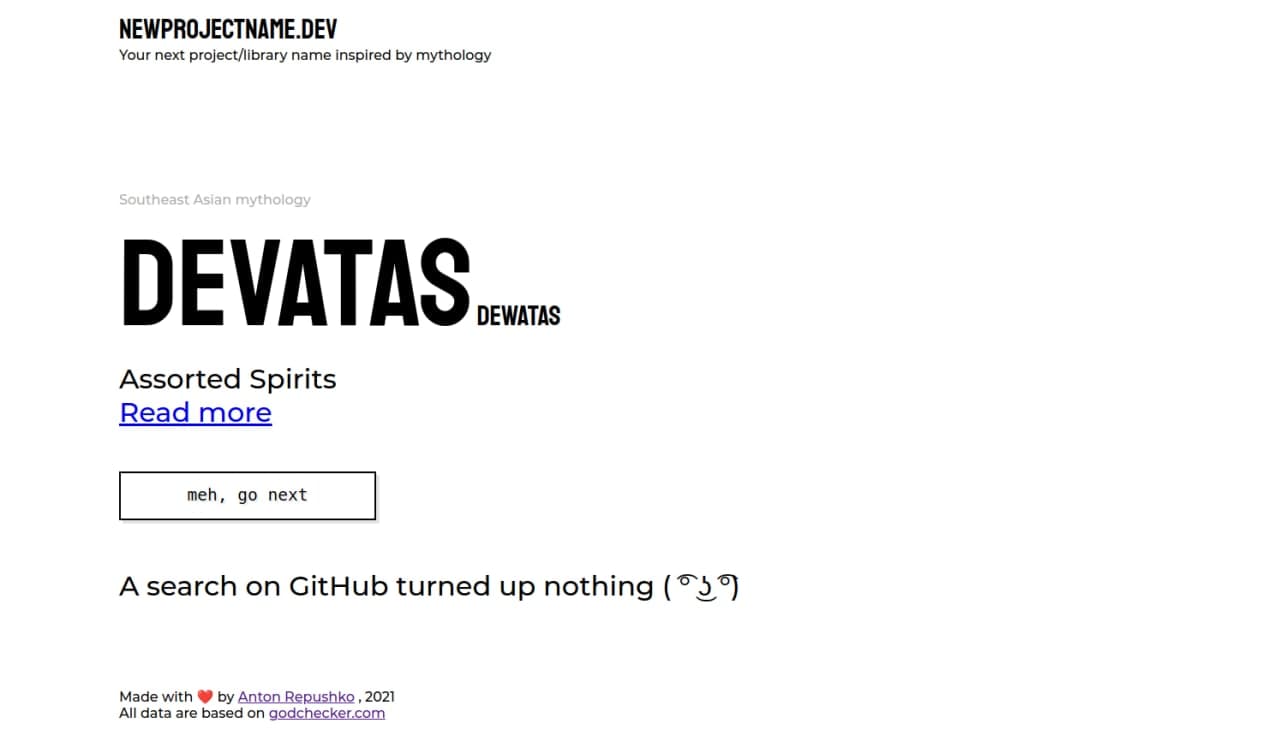 NEWPROJECTNAME.DEV
Your next project/library name inspired by mythology
Southeast Asian mythology
DEVATAS DEWATAS
Assorted Spirits
Read more
meh, go next
A search on GitHub turned up nothing ( ͡° ͜ʖ ͡°)
Made with ❤️ by Anton Repushko , 2021
All data are based on godchecker.com